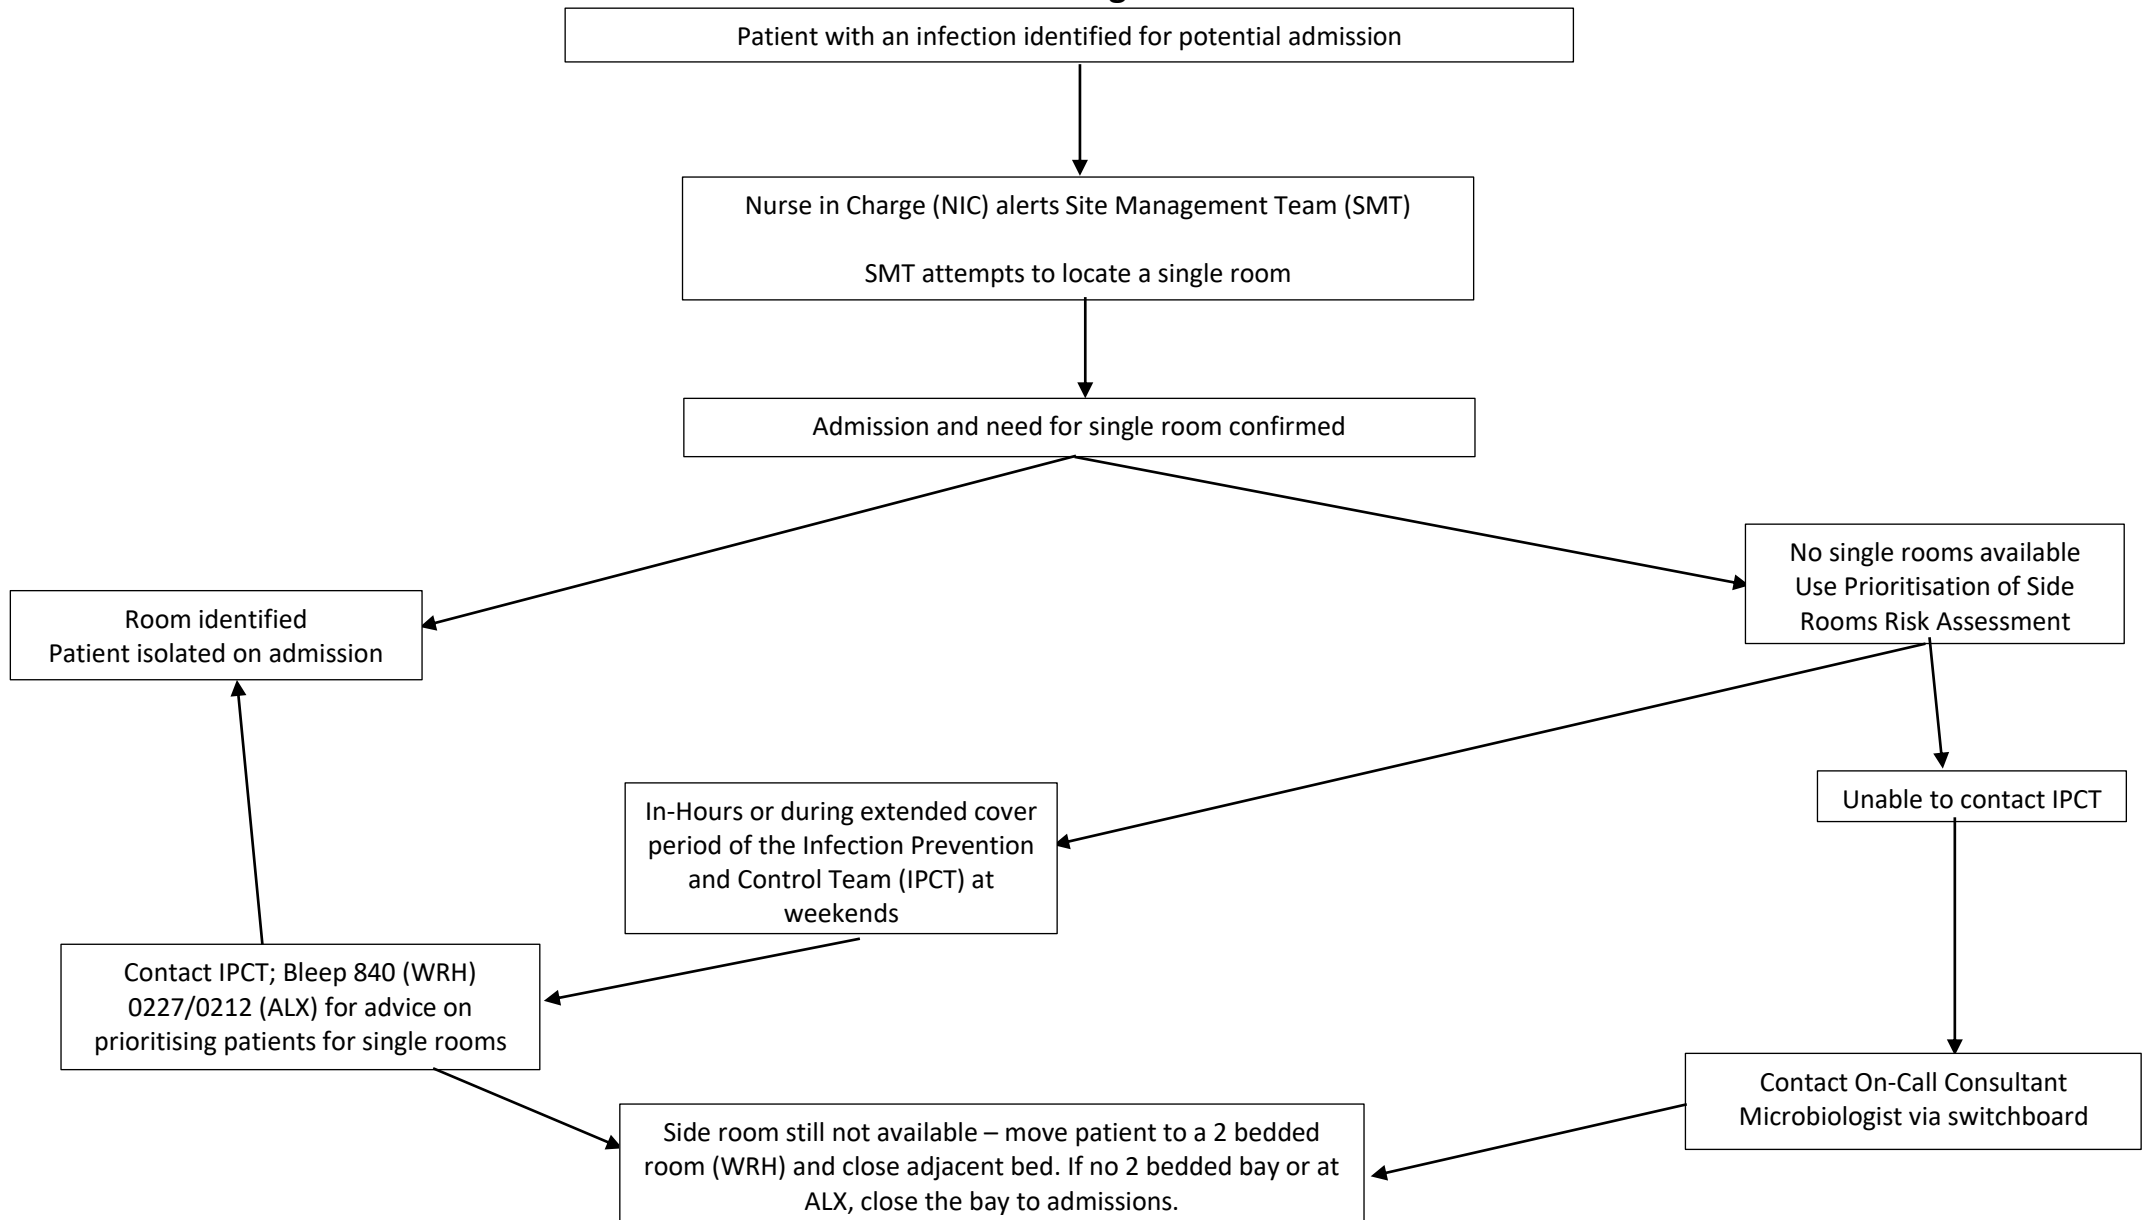 Patient with an infection identified for potential admission
Nurse in Charge (NIC) alerts Site Management Team (SMT)
SMT attempts to locate a single room
Admission and need for single room confirmed
No single rooms available
Use Prioritisation of Side
Rooms Risk Assessment
Room identified
Patient isolated on admission
Unable to contact IPCT
In-Hours or during extended cover
period of the Infection Prevention
and Control Team (IPCT) at
weekends
Contact IPCT; Bleep 840 (WRH)
0227/0212 (ALX) for advice on
prioritising patients for single rooms
Contact On-Call Consultant
Microbiologist via switchboard
Side room still not available – move patient to a 2 bedded
room (WRH) and close adjacent bed. If no 2 bedded bay or at
ALX, close the bay to admissions.